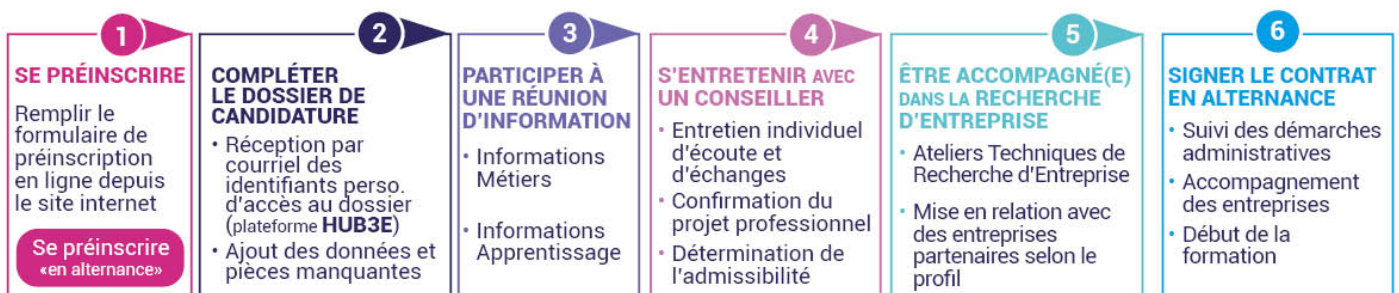 1
SE PRÉINSCRIRE
Remplir le
formulaire de
préinscription
en ligne depuis
le site internet
Se préinscrire
«en alternance»
2
COMPLÉTER
LE DOSSIER DE
CANDIDATURE
• Réception par
courriel des
identifiants perso.
d'accès au dossier
(plateforme HUB3E)
• Ajout des données et
pièces manquantes
3
PARTICIPER À
UNE RÉUNION
D'INFORMATION
• Informations
Métiers
• Informations
Apprentissage
4
S'ENTRETENIR AVEC
UN CONSEILLER
• Entretien individuel
d'écoute et
d'échanges
• Confirmation du
projet professionnel
• Détermination de
l'admissibilité
5
ÊTRE ACCOMPAGNÉ(E)
DANS LA RECHERCHE
D'ENTREPRISE
• Ateliers Techniques de
Recherche d'Entreprise
• Mise en relation avec
des entreprises
partenaires selon le
profil
6
SIGNER LE CONTRAT
EN ALTERNANCE
• Suivi des démarches
administratives
• Accompagnement
des entreprises
• Début de la
formation